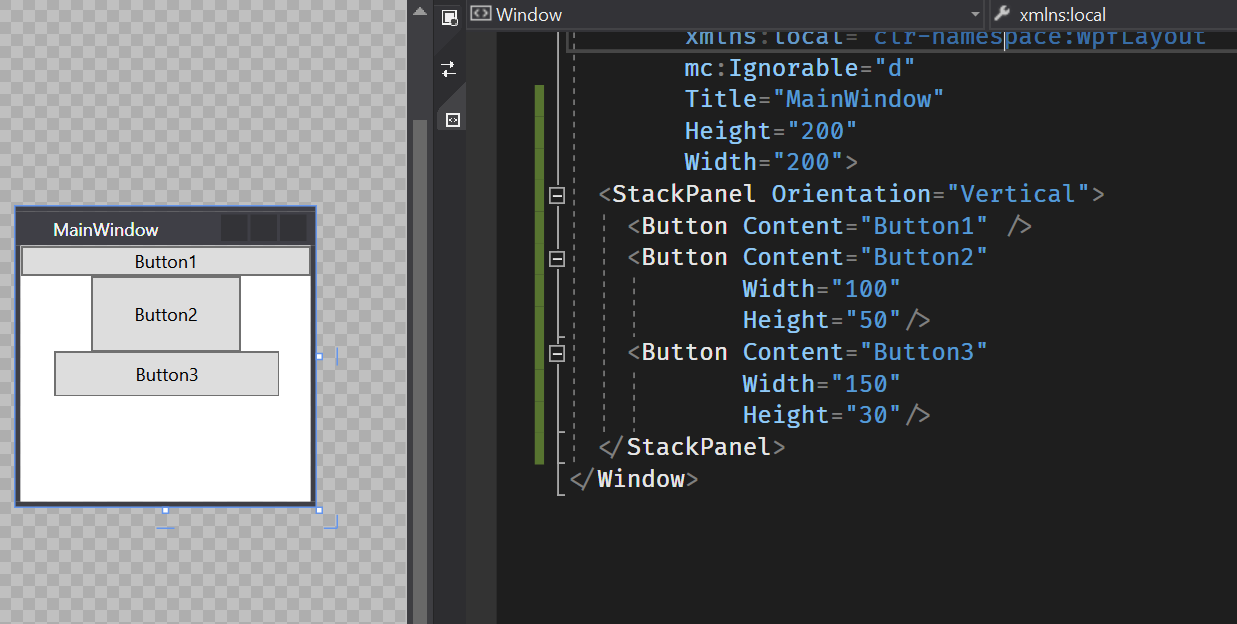 Window
xmlns:local
xmlns:local="clr-namespace:WpfLayout
mc:Ignorable="d"
Title="MainWindow"
Height="200"
Width="200">
<StackPanel Orientation="Vertical">
<Button Content="Button1" />
<Button Content="Button2"
Width="100"
Height="50"/>
<Button Content="Button3"
Width="150"
Height="30"/>
</StackPanel>
</Window>
MainWindow
Button1
Button2
Button3